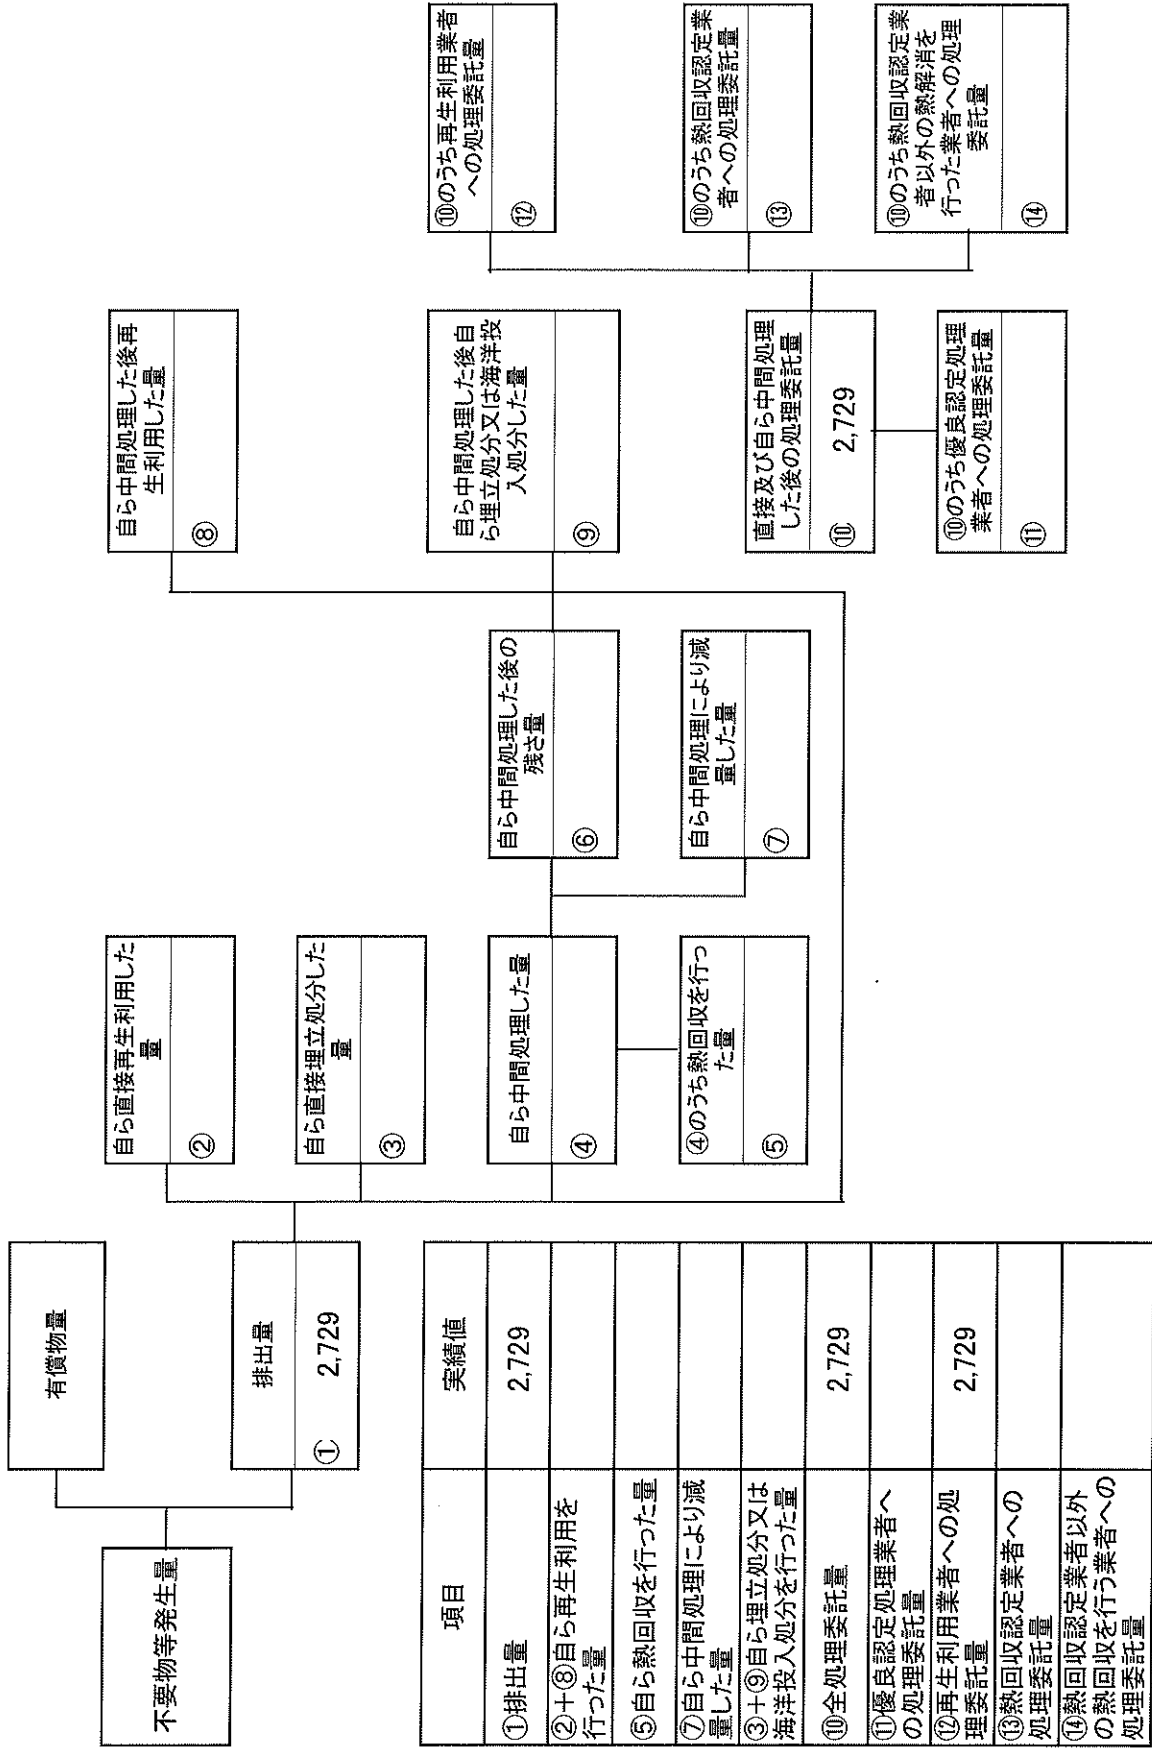 不要物等発生量
有償物量
排出量
① 2,729
自ら直接再生利用した
量
②
自ら直接埋立処分した
量
③
自ら中間処理した量
④
④のうち熱回収を行っ
た量
⑤
自ら中間処理した後の
残さ量
⑥
自ら中間処理により減
量した量
⑦
自ら中間処理した後再
生利用した量
⑧
自ら中間処理した後自
ら埋立処分又は海洋投
入処分した量
⑨
直接及び自ら中間処理
した後の処理委託量
⑩ 2,729
⑩のうち優良認定処理
業者への処理委託量
⑪
⑩のうち再生利用業者
への処理委託量
⑫
⑩のうち熱回収認定業
者への処理委託量
⑬
⑩のうち熱回収認定業
者以外の熱解消を
行った業者への処理
委託量
⑭
項目 実績値
①排出量 2,729
②+⑧自ら再生利用を
行った量
⑤自ら熱回収を行った量
⑦自ら中間処理により減
量した量
③+⑨自ら埋立処分又は
海洋投入処分を行った量
⑩全処理委託量 2,729
⑪優良認定処理業者へ
の処理委託量
⑫再生利用業者への処
理委託量 2,729
⑬熱回収認定業者への
処理委託量
⑭熱回収認定業者以外
の熱回収を行う業者への
処理委託量